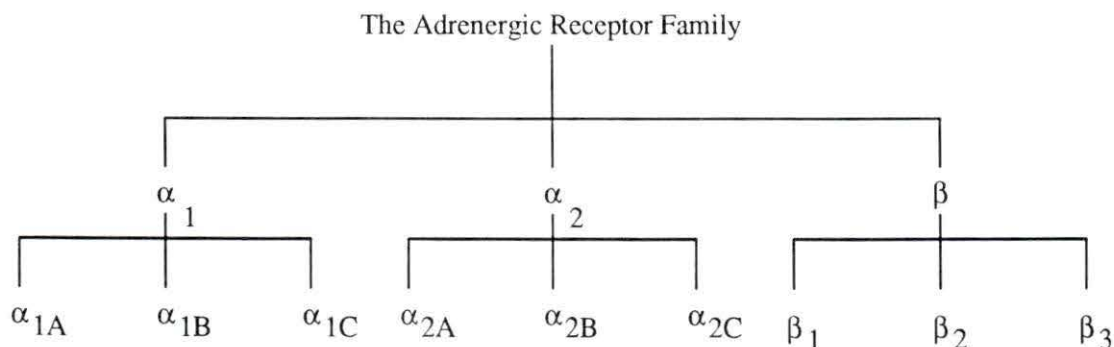 The Adrenergic Receptor Family
α₁ α₂ β
α₁A α₁B α₁C α₂A α₂B α₂C β₁ β₂ β₃